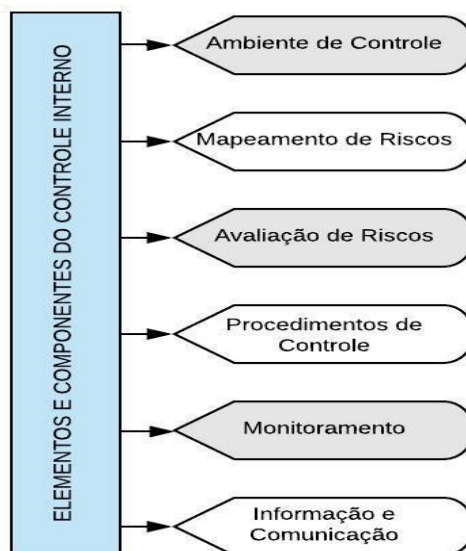 ELEMENTOS E COMPONENTES DO CONTROLE INTERNO
Ambiente de Controle
Mapeamento de Riscos
Avaliação de Riscos
Procedimentos de
Controle
Monitoramento
Informação e
Comunicação